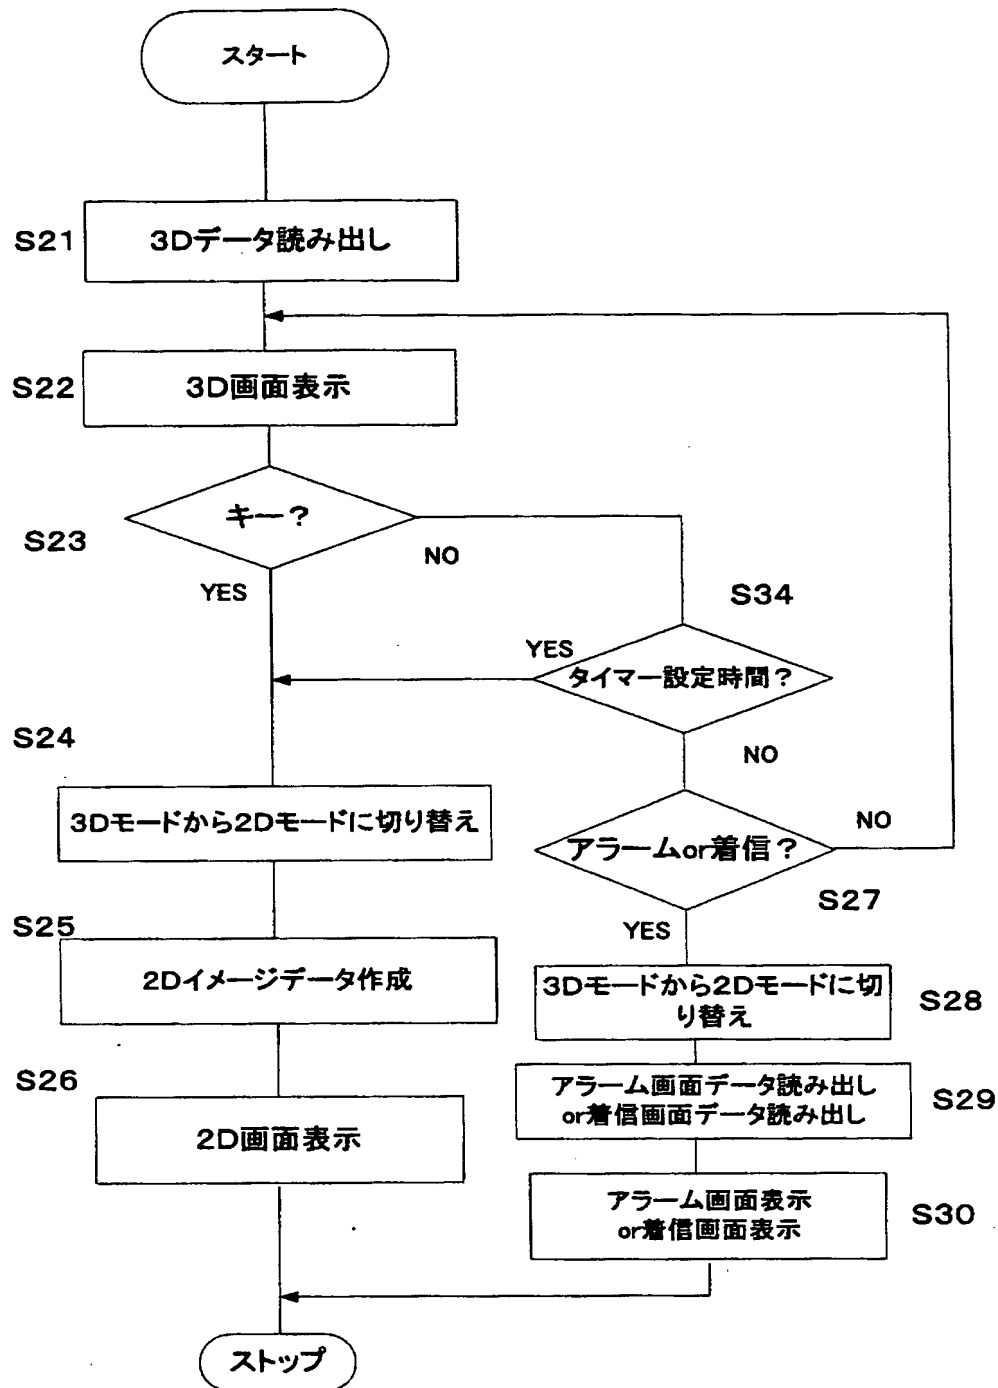 スタート
S21
3Dデータ読み出し
S22
3D画面表示
S23
キー?
NO
YES
S34
YES
タイマー設定時間?
NO
S24
3Dモードから2Dモードに切り替え
アラームor着信?
NO
S27
YES
S25
2Dイメージデータ作成
3Dモードから2Dモードに切
り替え
S28
S26
2D画面表示
アラーム画面データ読み出し
or着信画面データ読み出し
S29
アラーム画面表示
or着信画面表示
S30
ストップ